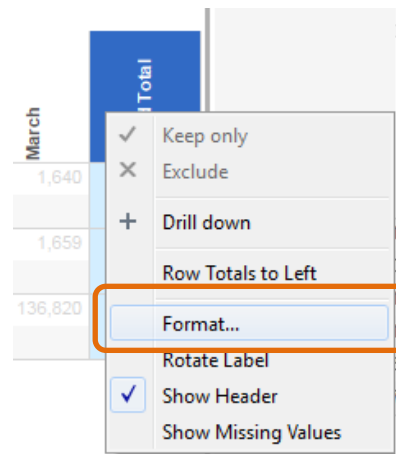 March
Total
1,640
1,659
136,820
Keep only
Exclude
Drill down
Row Totals to Left
Format...
Rotate Label
Show Header
Show Missing Values